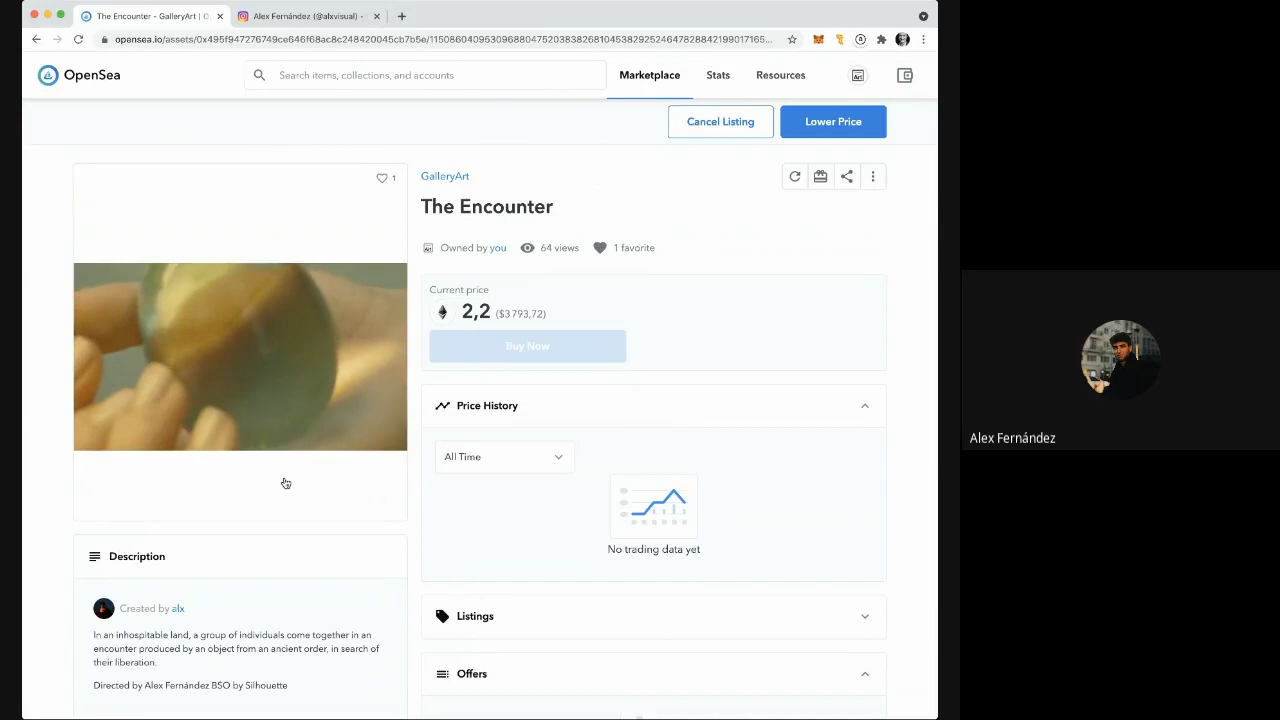 The Encounter - GalleryArt | O
Alex Fernández (@alxvisual) •
opensea.io/assets/0x495f947276749ce646f68ac8c248420045cb7b5e/11508604095309688047520383826810453829252464782884219901716５...
OpenSea
Search items, collections, and accounts
Marketplace
Stats
Resources
Cancel Listing
Lower Price
1
GalleryArt
The Encounter
Owned by you
64 views
1 favorite
Current price
2,2 ($3 793,72)
Buy Now
Price History
All Time
No trading data yet
Description
Created by alx
In an inhospitable land, a group of individuals come together in an
encounter produced by an object from an ancient order, in search of
their liberation.
Directed by Alex Fernández BSO by Silhouette
Listings
Offers
Alex Fernández